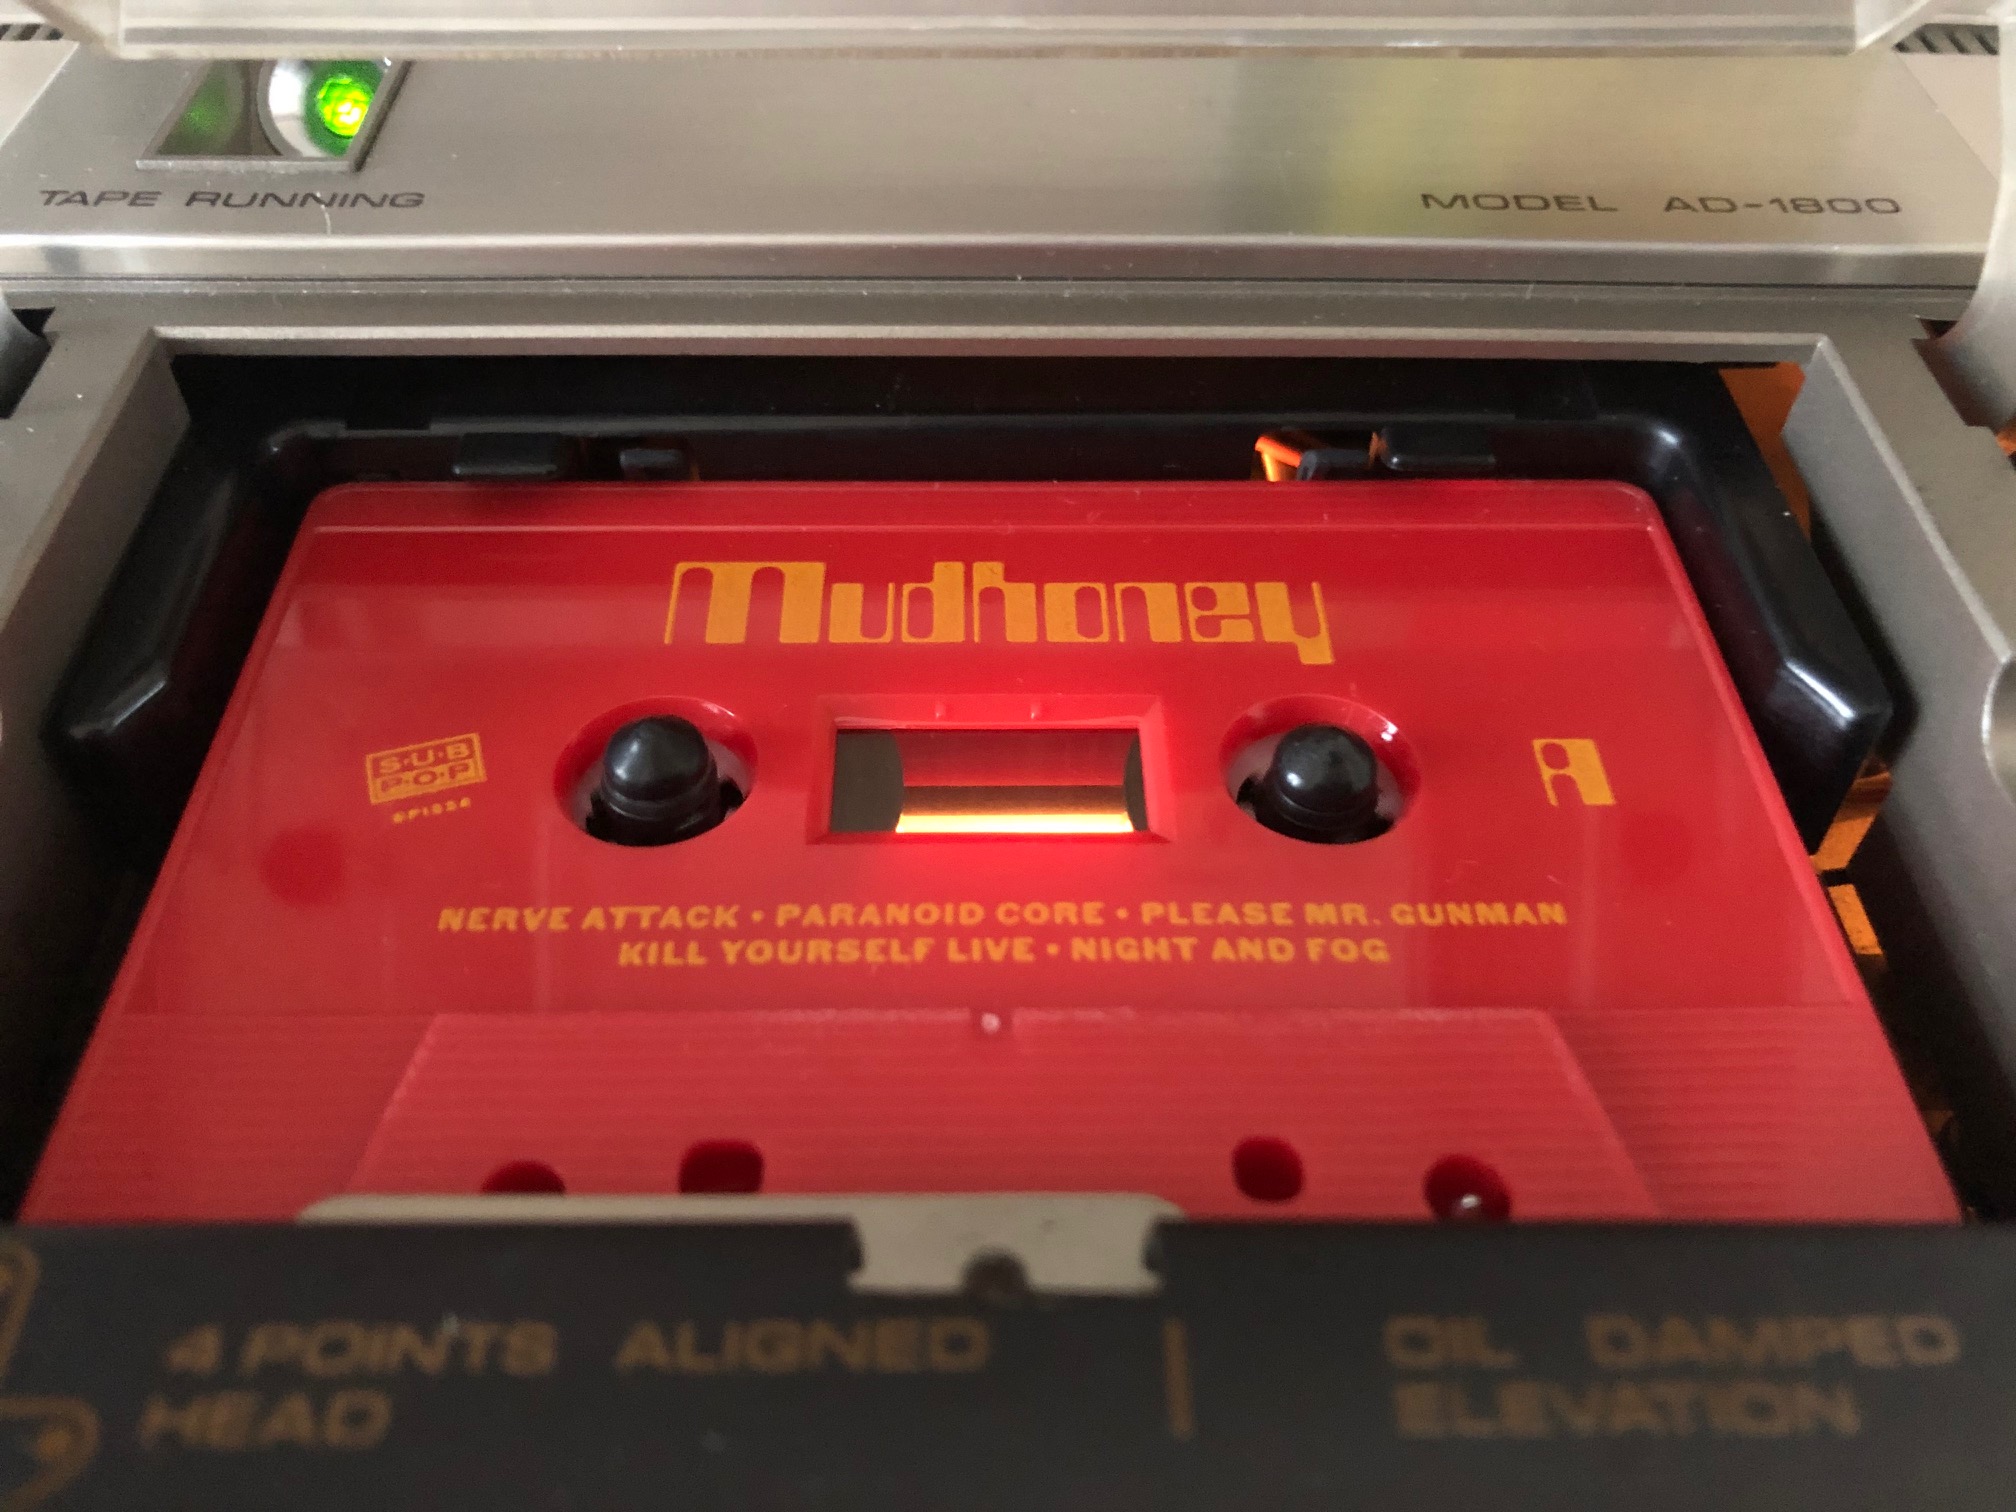 TAPE RUNNING
MODEL AD-1800
Mudhoney
S·U·B
P·O·P
A
NERVE ATTACK • PARANOID CORE • PLEASE MR. GUNMAN
KILL YOURSELF LIVE • NIGHT AND FOG
4 POINTS ALIGNED
HEAD
OIL DAMPED
ELEVATION